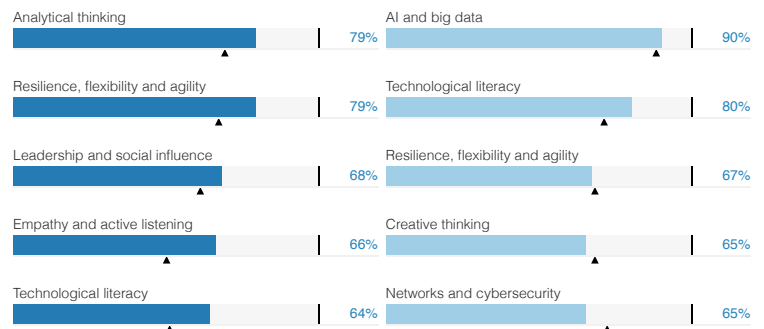 Analytical thinking
79%
Resilience, flexibility and agility
79%
Leadership and social influence
68%
Empathy and active listening
66%
Technological literacy
64%
AI and big data
90%
Technological literacy
80%
Resilience, flexibility and agility
67%
Creative thinking
65%
Networks and cybersecurity
65%